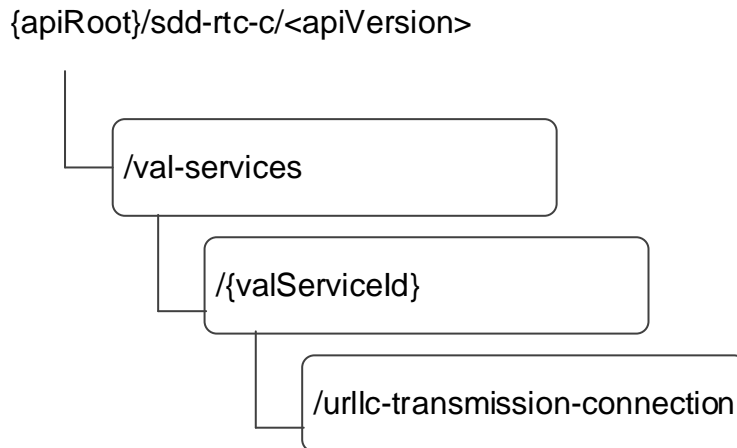 {apiRoot}/sdd-rtc-c/<apiVersion>
/val-services
/{valServiceId}
/urllc-transmission-connection